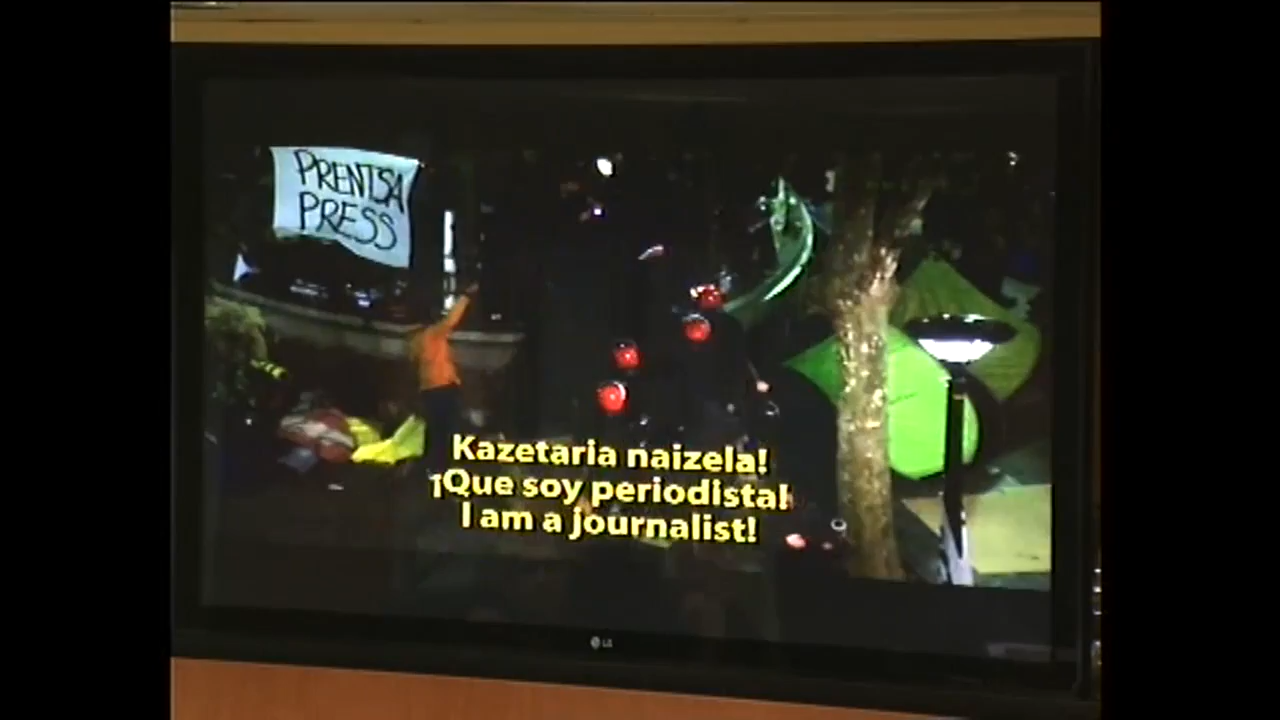 PRENTSA
PRESS
Kazetaria naizela!
¡Que soy periodista!
I am a journalist!
LG